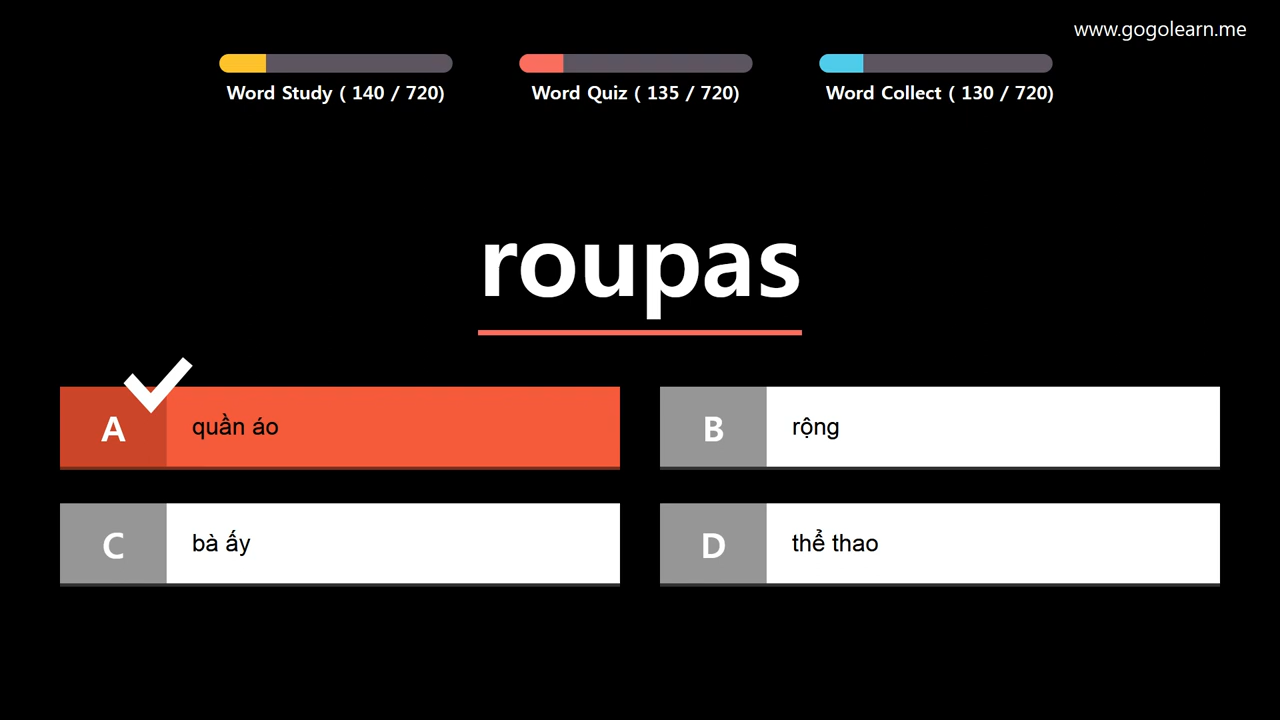 www.gogolearn.me
Word Study ( 140 / 720)
Word Quiz ( 135 / 720)
Word Collect ( 130 / 720)
roupas
A
quần áo
B
rộng
C
bà ấy
D
thể thao